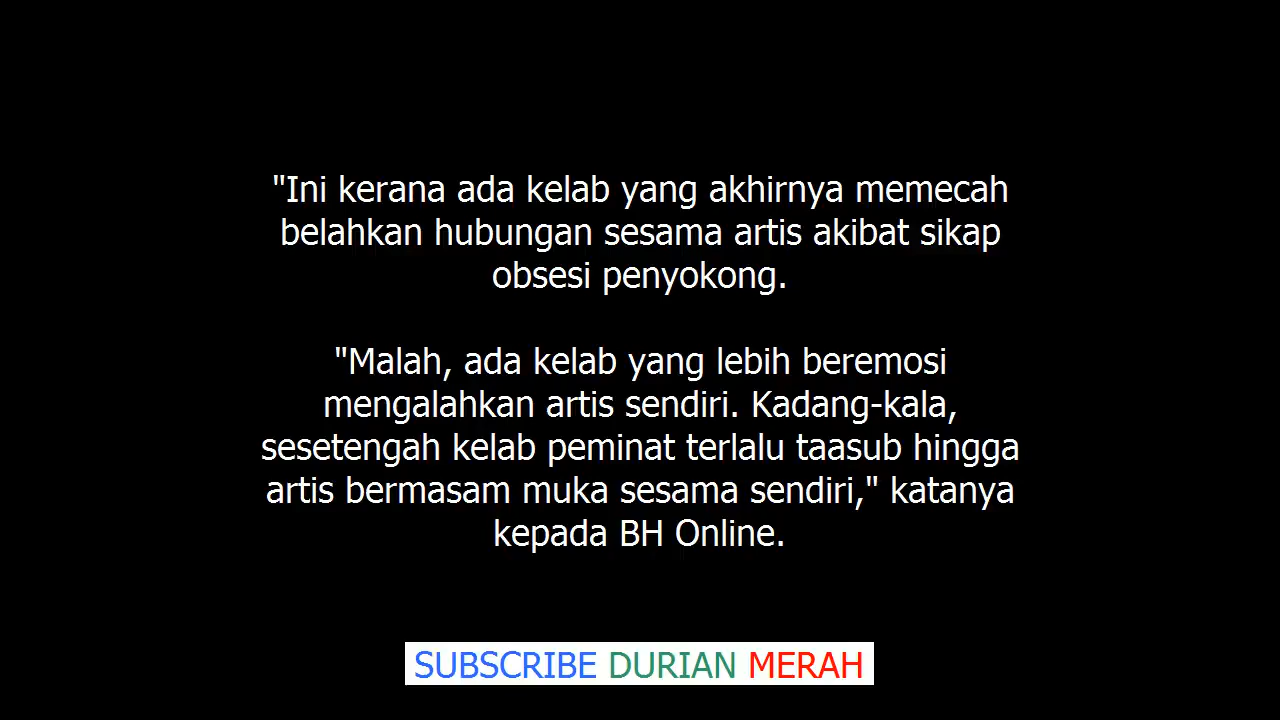 "Ini kerana ada kelab yang akhirnya memecah
belahkan hubungan sesama artis akibat sikap
obsesi penyokong.
"Malah, ada kelab yang lebih beremosi
mengalahkan artis sendiri. Kadang-kala,
sesetengah kelab peminat terlalu taasub hingga
artis bermasam muka sesama sendiri," katanya
kepada BH Online.
SUBSCRIBE DURIAN MERAH